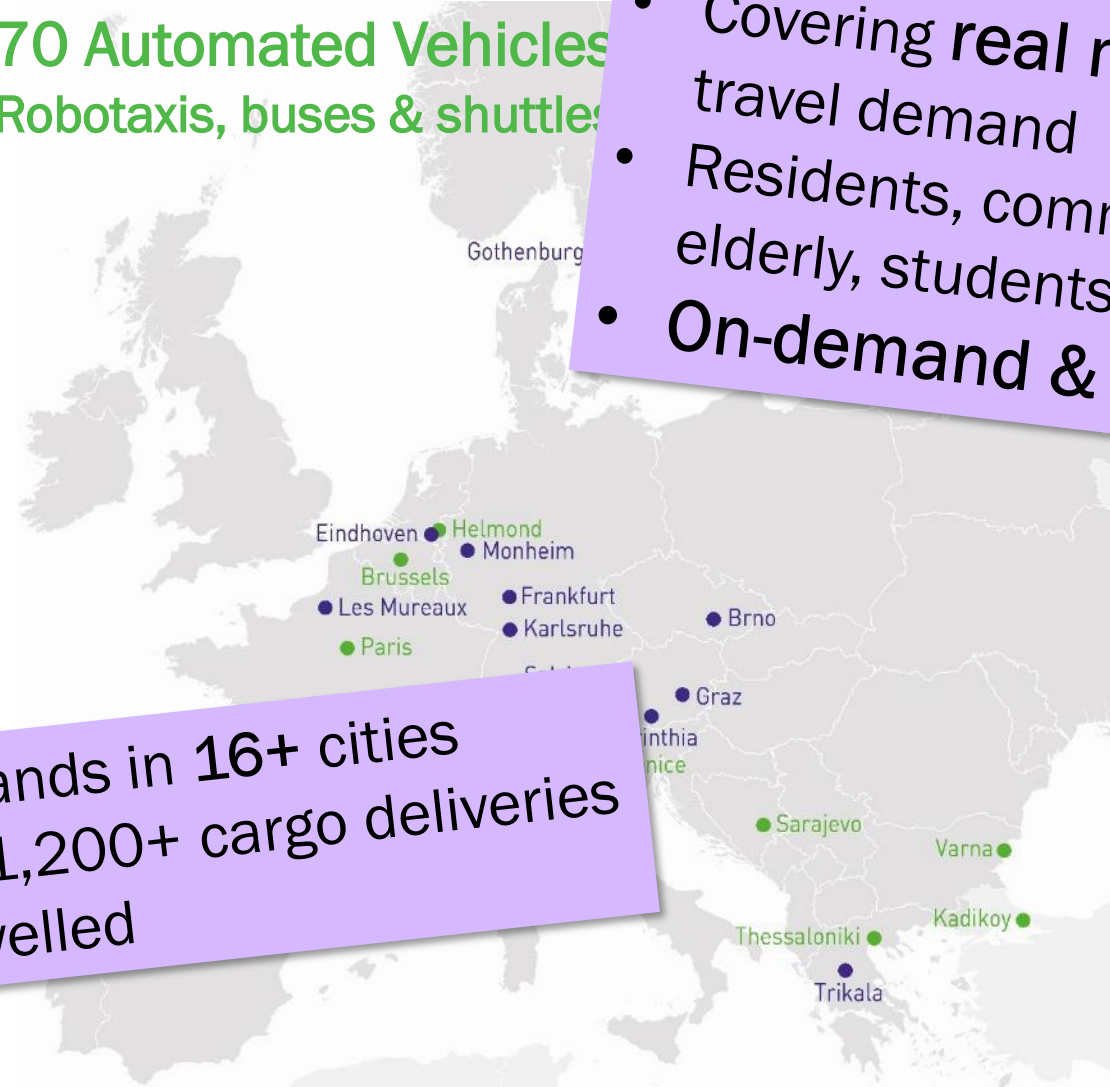 70 Automated Vehicles
Robotaxis, buses & shuttles
Covering real
travel demand
Residents,
elderly, students
On-demand &
Gothenburg
Eindhoven
Helmond
Monheim
Brussels
Les Mureaux
Frankfurt
Karlsruhe
Brno
Paris
Graz
inthia
nice
in 16+ cities
1,200+ cargo deliveries
velled
Sarajevo
Varna
Kadikoy
Thessaloniki
Trikala